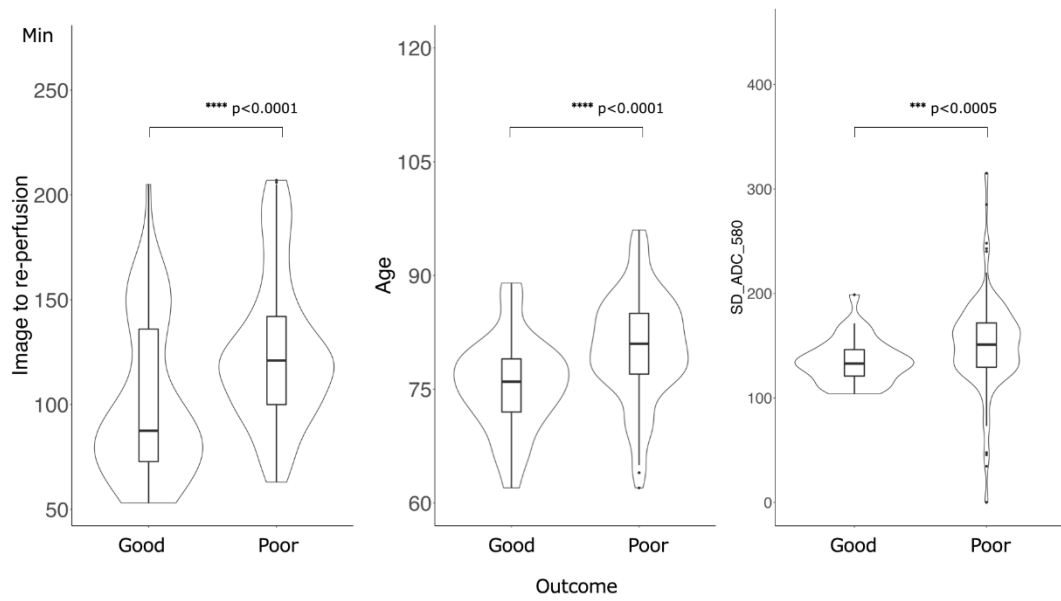 Min
Image to re-perfusion
250
200
150
100
50
**** p<0.0001
Good
Poor
Age
120
105
90
75
60
**** p<0.0001
Good
Poor
SD_ADC_580
400
300
200
100
0
*** p<0.0005
Good
Poor
Outcome